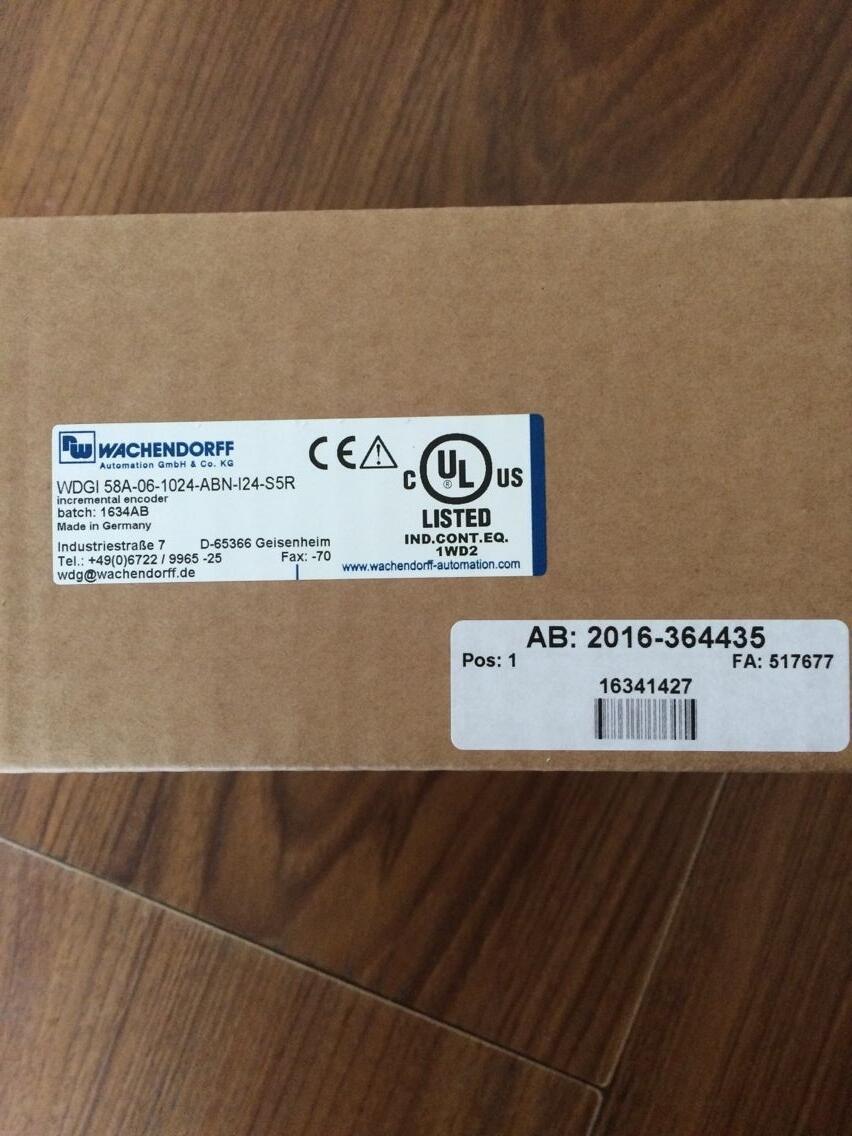 WACHENDORFF
Automation GmbH & Co. KG
WDGI 58A-06-1024-ABN-I24-S5R
incremental encoder
batch: 1634AB
Made in Germany
Industriestraße 7 D-65366 Geisenheim
Tel.: +49(0)6722 / 9965 -25 Fax: -70
wdg@wachendorff.de
CE
C UL US
®
LISTED
IND.CONT.EQ.
1WD2
www.wachendorff-automation.com
AB: 2016-364435
Pos: 1 FA: 517677
16341427